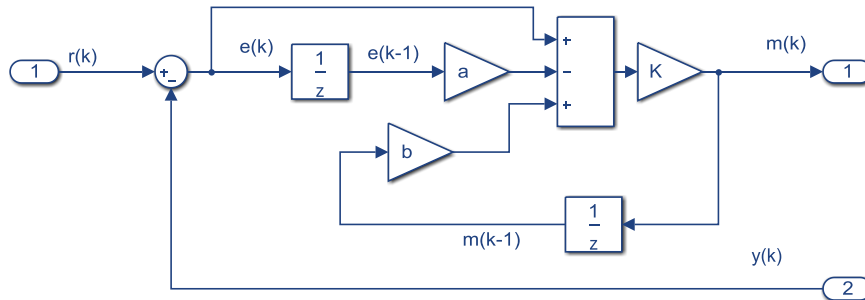 r(k)
e(k)
e(k-1)
m(k)
1
+
-
1
z
a
+
-
+
K
1
b
1
z
m(k-1)
y(k)
2